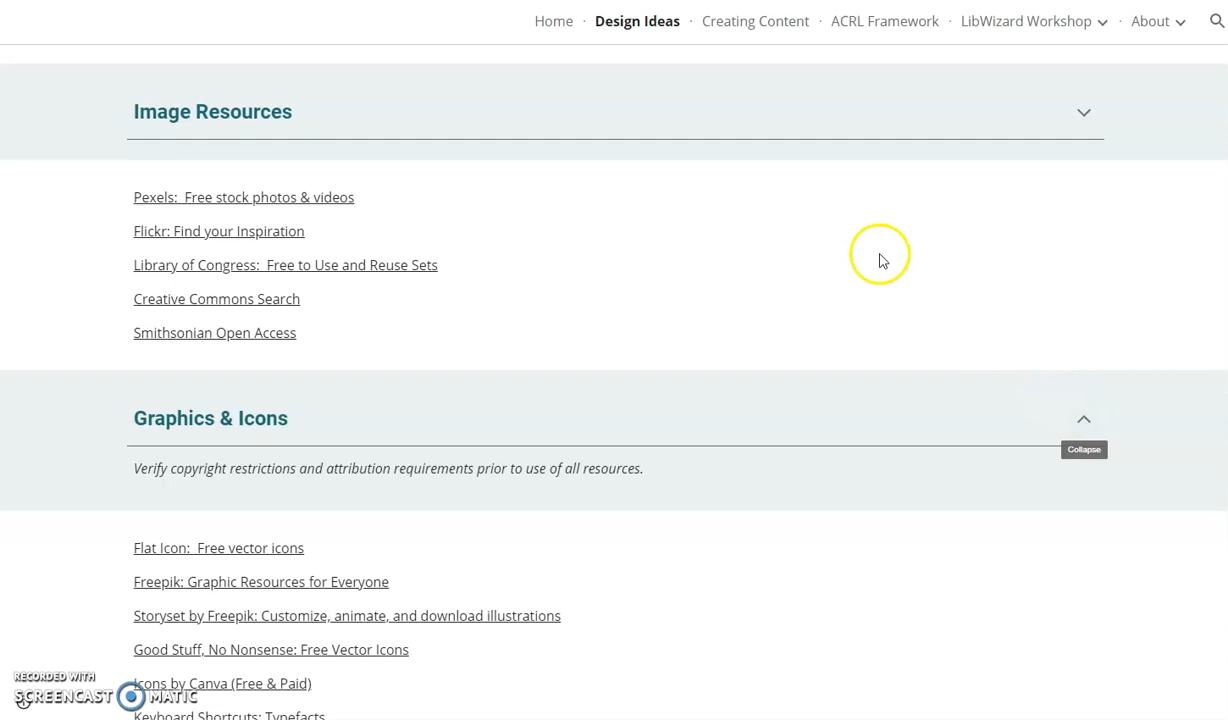 Home · Design Ideas · Creating Content · ACRL Framework · LibWizard Workshop · About
Image Resources
Pexels:  Free stock photos & videos
Flickr: Find your Inspiration
Library of Congress:  Free to Use and Reuse Sets
Creative Commons Search
Smithsonian Open Access
Graphics & Icons
Collapse
Verify copyright restrictions and attribution requirements prior to use of all resources.
Flat Icon:  Free vector icons
Freepik: Graphic Resources for Everyone
Storyset by Freepik: Customize, animate, and download illustrations
Good Stuff, No Nonsense: Free Vector Icons
RECORDED WITH
Icons by Canva (Free & Paid)
SCREENCAST MATIC
Keyboard Shortcuts: Typefacts